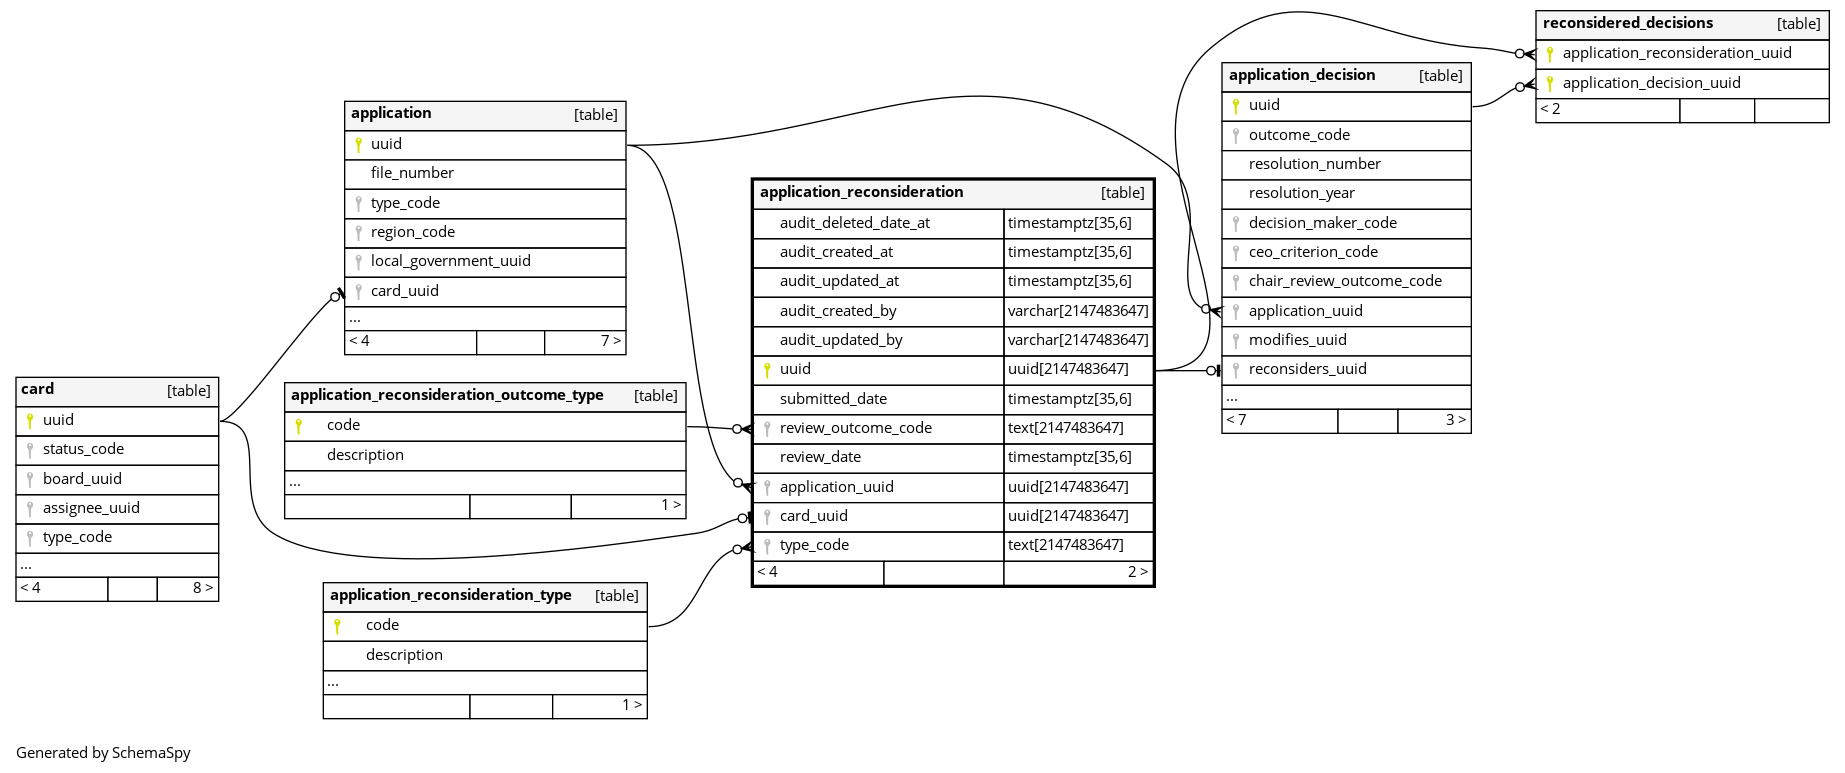 reconsidered_decisions [table]
application_reconsideration_uuid
application_decision_uuid
< 2
application_decision [table]
uuid
outcome_code
resolution_number
resolution_year
decision_maker_code
ceo_criterion_code
chair_review_outcome_code
application_uuid
modifies_uuid
reconsiders_uuid
...
< 7 3 >
application [table]
uuid
file_number
type_code
region_code
local_government_uuid
card_uuid
...
< 4 7 >
application_reconsideration [table]
audit_deleted_date_at timestamptz[35,6]
audit_created_at timestamptz[35,6]
audit_updated_at timestamptz[35,6]
audit_created_by varchar[2147483647]
audit_updated_by varchar[2147483647]
uuid uuid[2147483647]
submitted_date timestamptz[35,6]
review_outcome_code text[2147483647]
review_date timestamptz[35,6]
application_uuid uuid[2147483647]
card_uuid uuid[2147483647]
type_code text[2147483647]
< 4 2 >
card [table]
uuid
status_code
board_uuid
assignee_uuid
type_code
...
< 4 8 >
application_reconsideration_outcome_type [table]
code
description
...
1 >
application_reconsideration_type [table]
code
description
...
1 >
Generated by SchemaSpy